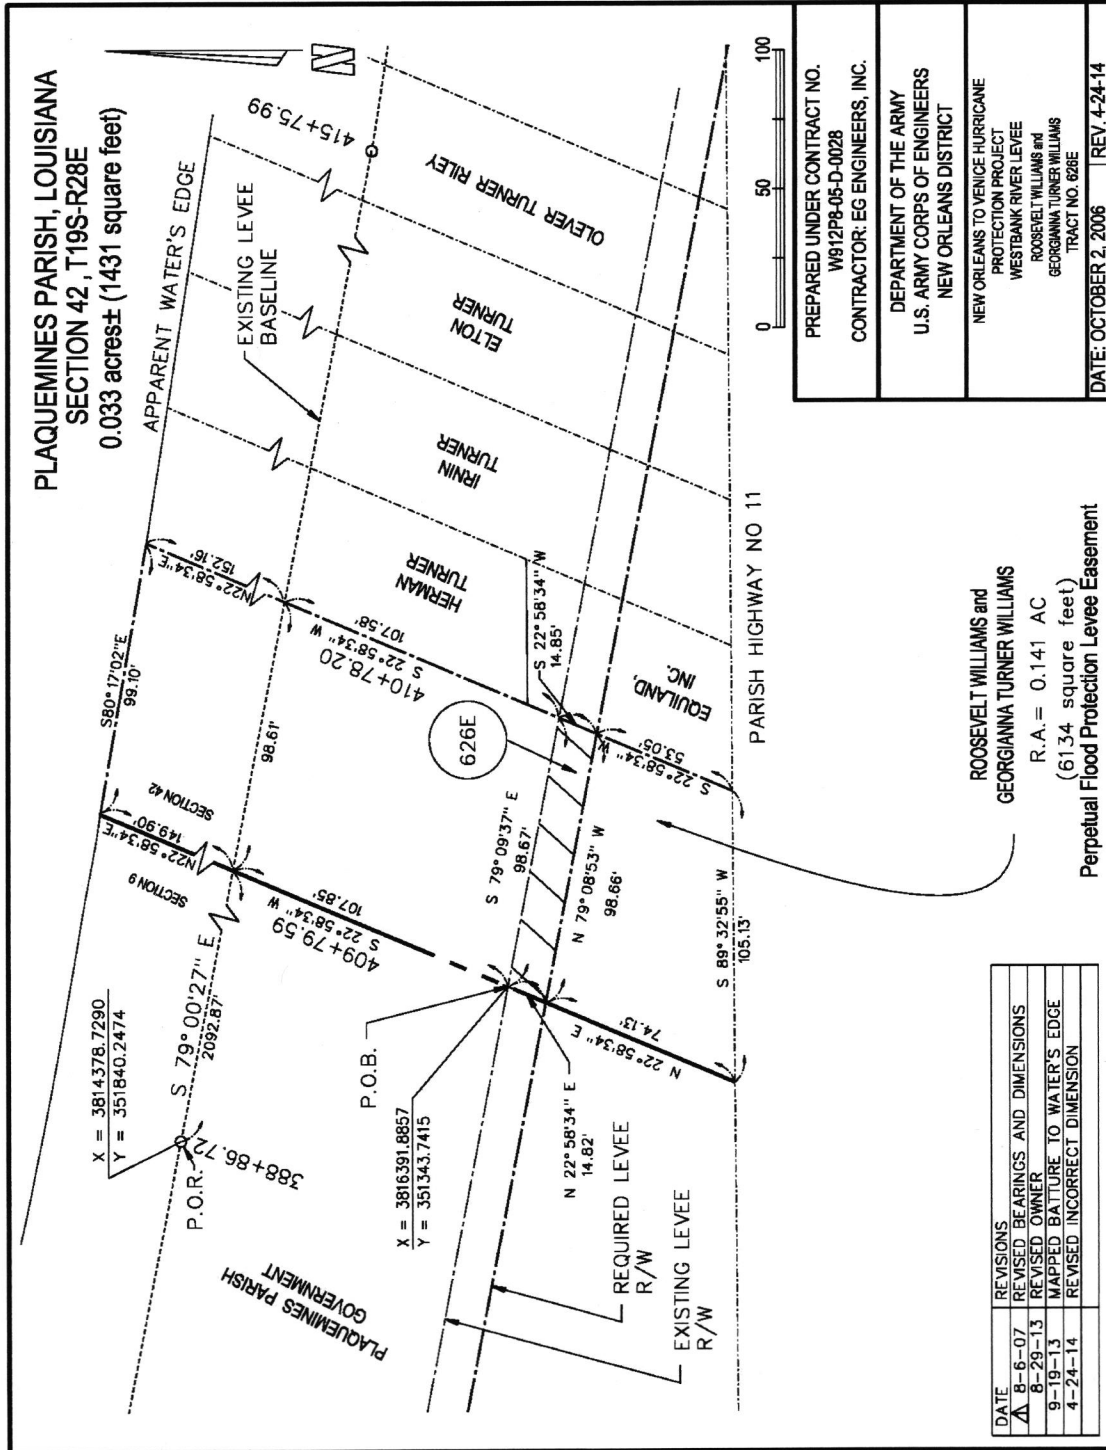 PLAQUEMINES PARISH, LOUISIANA
SECTION 42, T19S-R28E
0.033 acres± (1431 square feet)
N
APPARENT WATER'S EDGE
415+75.99
EXISTING LEVEE
BASELINE
OLEVER TURNER RILEY
ELTON
TURNER
IRNIN
TURNER
HERMAN
TURNER
EQUILAND,
INC.
S80° 17'02"E
99.10'
N22° 58'34"E
152.16'
SECTION 42
SECTION 9
N22° 58'34"E
149.90'
98.61'
S 22° 58'34" W
107.58'
410+78.20
S 22° 58'34" W
107.85'
409+79.59
X = 3814378.7290
Y = 351840.2474
S 79° 00'27" E
2092.87'
P.O.R.
388+86.72
PLAQUEMINES PARISH
GOVERNMENT
P.O.B.
X = 3816391.8857
Y = 351343.7415
626E
S 79° 09'37" E
98.67'
S 22° 58'34" W
14.85'
N 79° 08'53" W
98.66'
N 22° 58'34" E
14.82'
S 22° 58'34" W
53.05'
N 22° 58'34" E
74.13'
S 89° 32'55" W
105.13'
PARISH HIGHWAY NO 11
REQUIRED LEVEE
R/W
EXISTING LEVEE
R/W
0 50 100
ROOSEVELT WILLIAMS and
GEORGIANNA TURNER WILLIAMS
R.A.= 0.141 AC
(6134 square feet)
Perpetual Flood Protection Levee Easement
PREPARED UNDER CONTRACT NO.
W912P8-05-D-0028
CONTRACTOR: EG ENGINEERS, INC.
DEPARTMENT OF THE ARMY
U.S. ARMY CORPS OF ENGINEERS
NEW ORLEANS DISTRICT
NEW ORLEANS TO VENICE HURRICANE
PROTECTION PROJECT
WESTBANK RIVER LEVEE
ROOSEVELT WILLIAMS and
GEORGIANNA TURNER WILLIAMS
TRACT NO. 626E
DATE: OCTOBER 2, 2006 REV. 4-24-14
DATE REVISIONS
8-6-07 REVISED BEARINGS AND DIMENSIONS
8-29-13 REVISED OWNER
9-19-13 MAPPED BATTURE TO WATER'S EDGE
4-24-14 REVISED INCORRECT DIMENSION